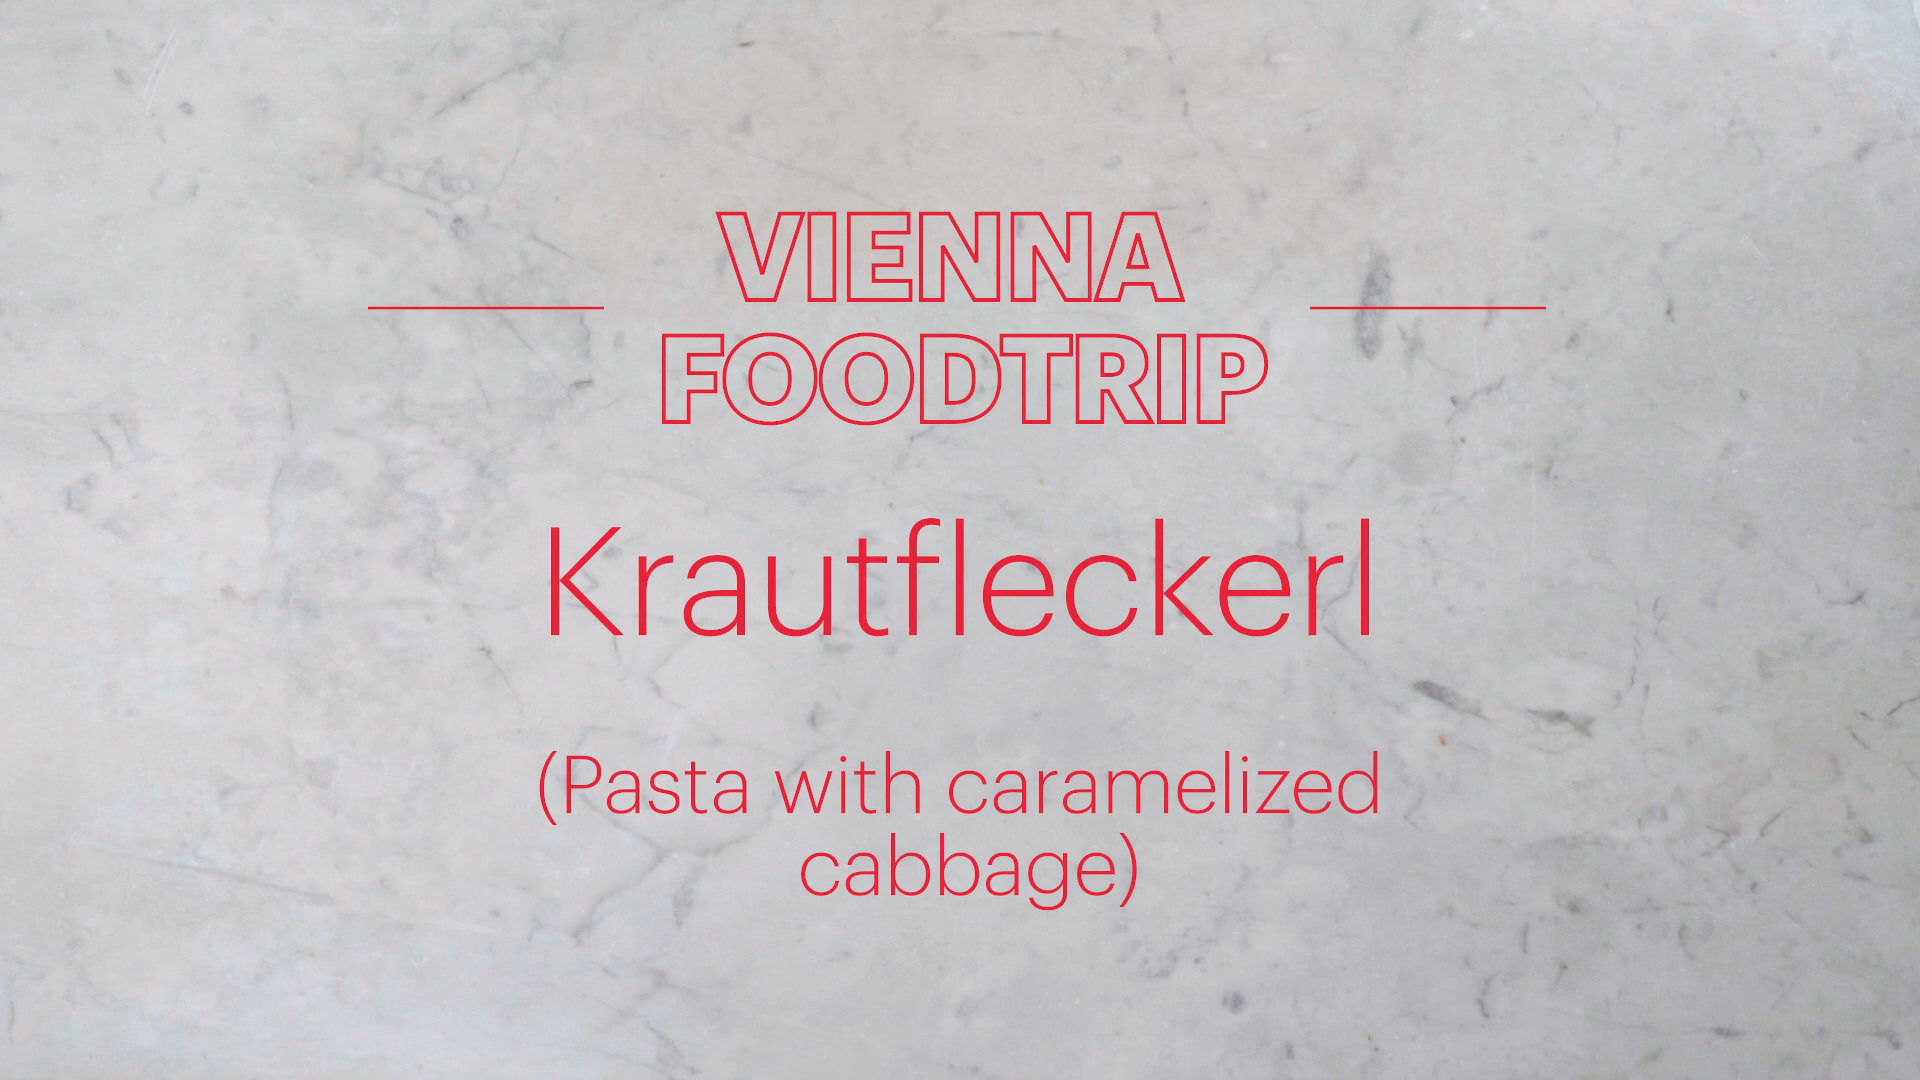 VIENNA
FOODTRIP
Krautfleckerl
(Pasta with caramelized
cabbage)